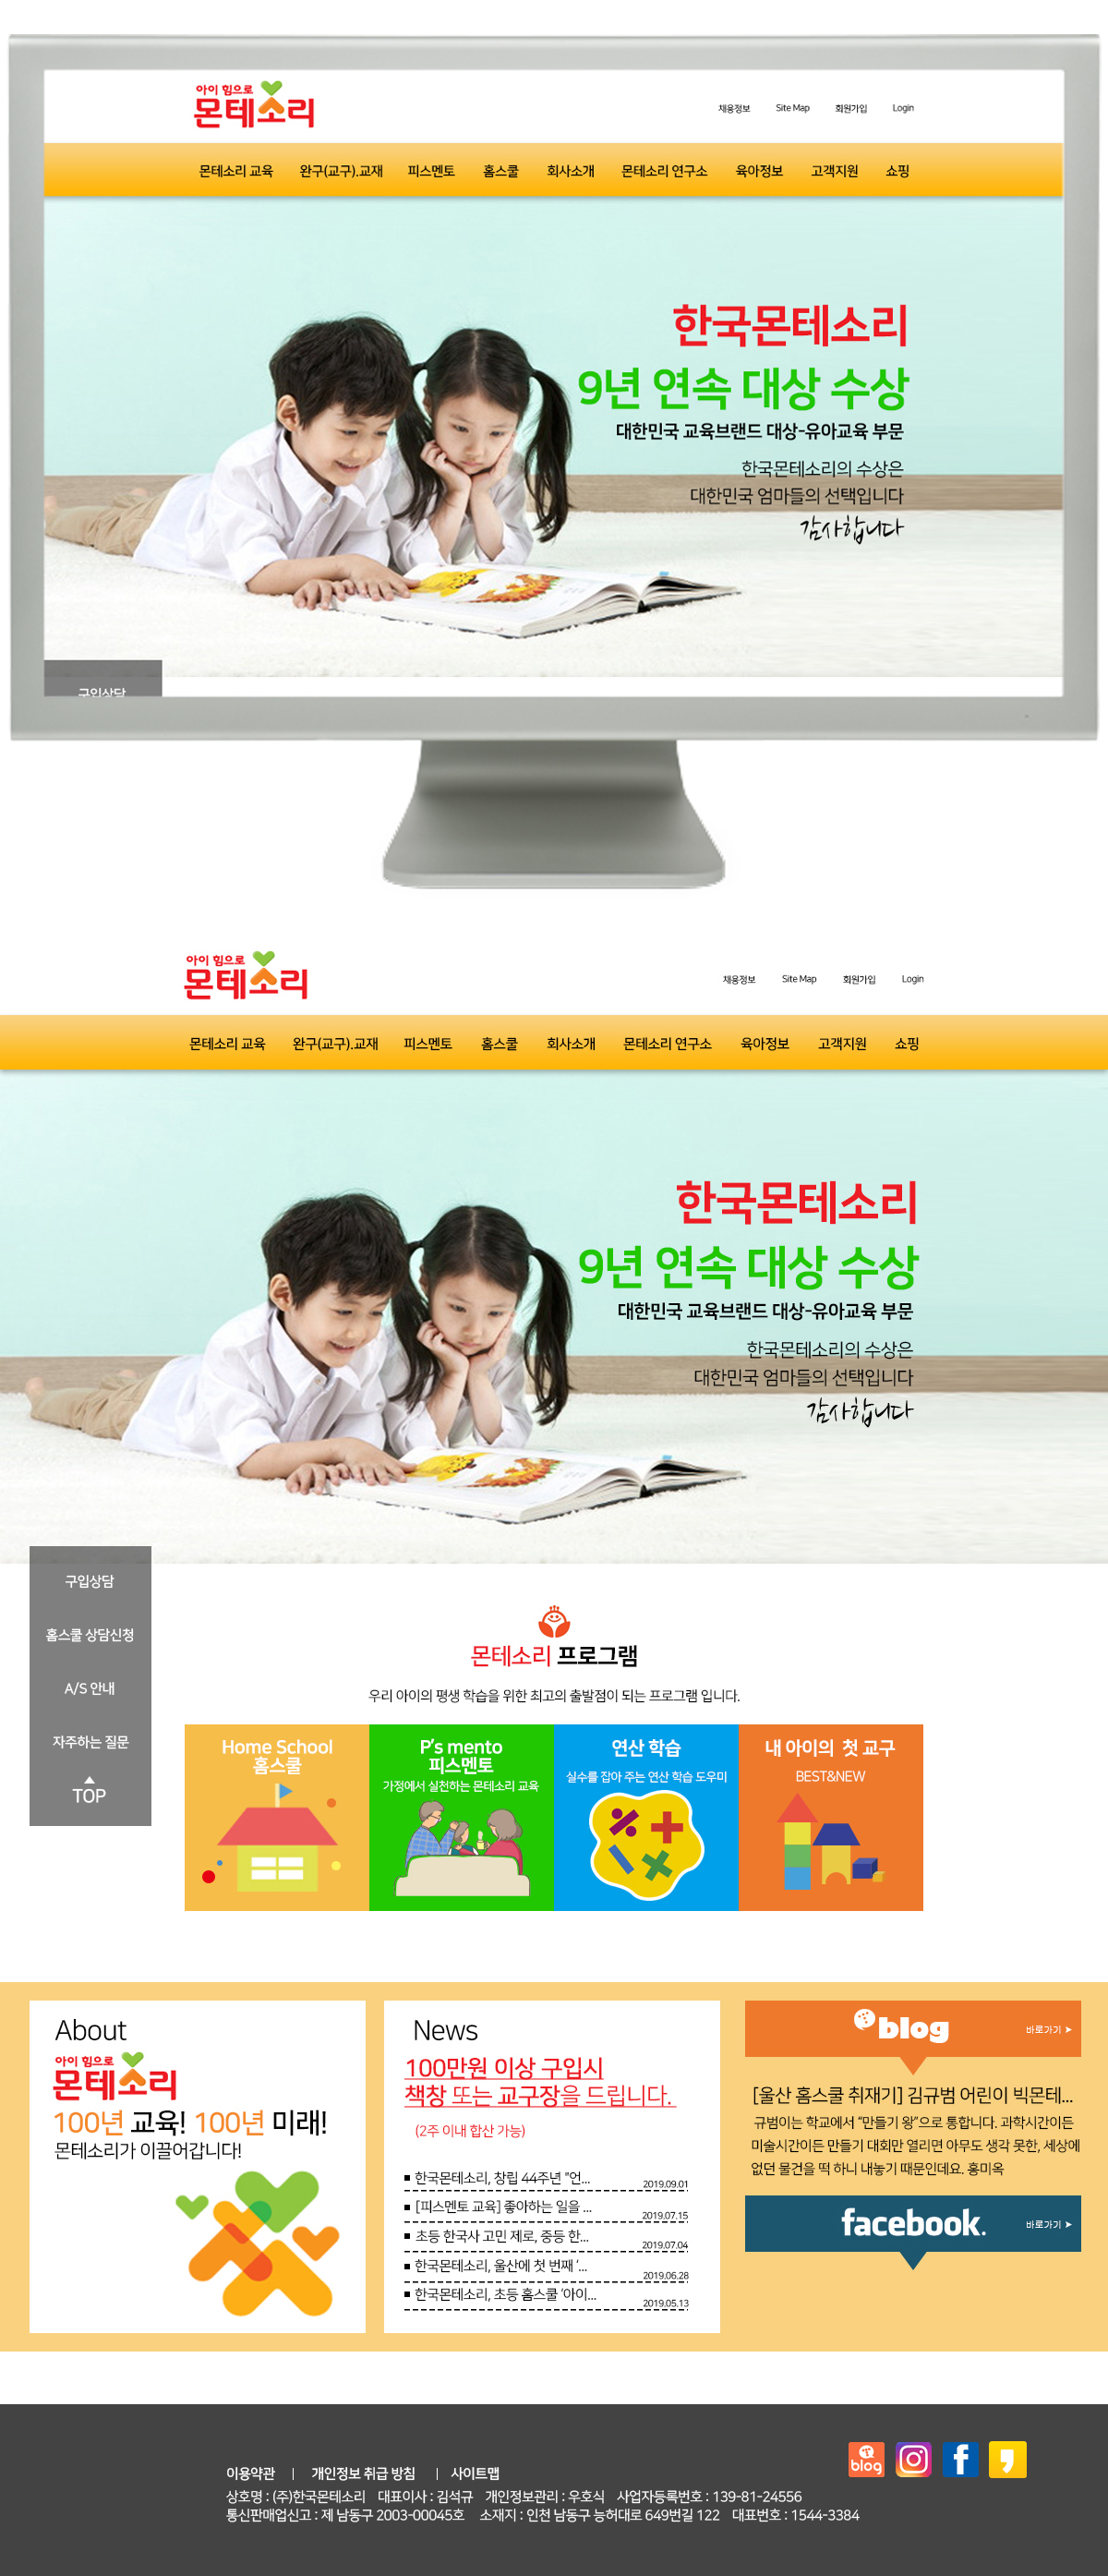 아이 힘으로
몬테소리
채용정보 Site Map 회원가입 Login
몬테소리 교육 완구(교구).교재 피스멘토 홈스쿨 회사소개 몬테소리 연구소 육아정보 고객지원 쇼핑
한국몬테소리
9년 연속 대상 수상
대한민국 교육브랜드 대상-유아교육 부문
한국몬테소리의 수상은
대한민국 엄마들의 선택입니다
감사합니다
구입상담
아이 힘으로
몬테소리
채용정보 Site Map 회원가입 Login
몬테소리 교육 완구(교구).교재 피스멘토 홈스쿨 회사소개 몬테소리 연구소 육아정보 고객지원 쇼핑
한국몬테소리
9년 연속 대상 수상
대한민국 교육브랜드 대상-유아교육 부문
한국몬테소리의 수상은
대한민국 엄마들의 선택입니다
감사합니다
구입상담
홈스쿨 상담신청
A/S 안내
자주하는 질문
TOP
몬테소리 프로그램
우리 아이의 평생 학습을 위한 최고의 출발점이 되는 프로그램 입니다.
Home School
홈스쿨
P's mento
피스멘토
가정에서 실천하는 몬테소리 교육
연산 학습
실수를 잡아 주는 연산 학습 도우미
내 아이의 첫 교구
BEST&NEW
About
아이 힘으로
몬테소리
100년 교육! 100년 미래!
몬테소리가 이끌어갑니다!
News
100만원 이상 구입시
책장 또는 교구장을 드립니다.
(2주 이내 합산 가능)
한국몬테소리, 창립 44주년 "언... 2019.09.01
[피스멘토 교육] 좋아하는 일을 ... 2019.07.15
초등 한국사 고민 제로, 중등 한... 2019.07.04
한국몬테소리, 울산에 첫 번째 '... 2019.06.28
한국몬테소리, 초등 홈스쿨 '아이... 2019.05.13
blog 바로가기 ➤
[울산 홈스쿨 취재기] 김규범 어린이 빅몬테...
규범이는 학교에서 "만들기 왕"으로 통합니다. 과학시간이든
미술시간이든 만들기 대회만 열리면 아무도 생각 못한, 세상에
없던 물건을 떡 하니 내놓기 때문인데요. 홍미옥
facebook. 바로가기 ➤
blog
이용약관 | 개인정보 취급 방침 | 사이트맵
상호명 : (주)한국몬테소리 대표이사 : 김석규 개인정보관리 : 우호식 사업자등록번호 : 139-81-24556
통신판매업신고 : 제 남동구 2003-00045호 소재지 : 인천 남동구 능허대로 649번길 122 대표번호 : 1544-3384